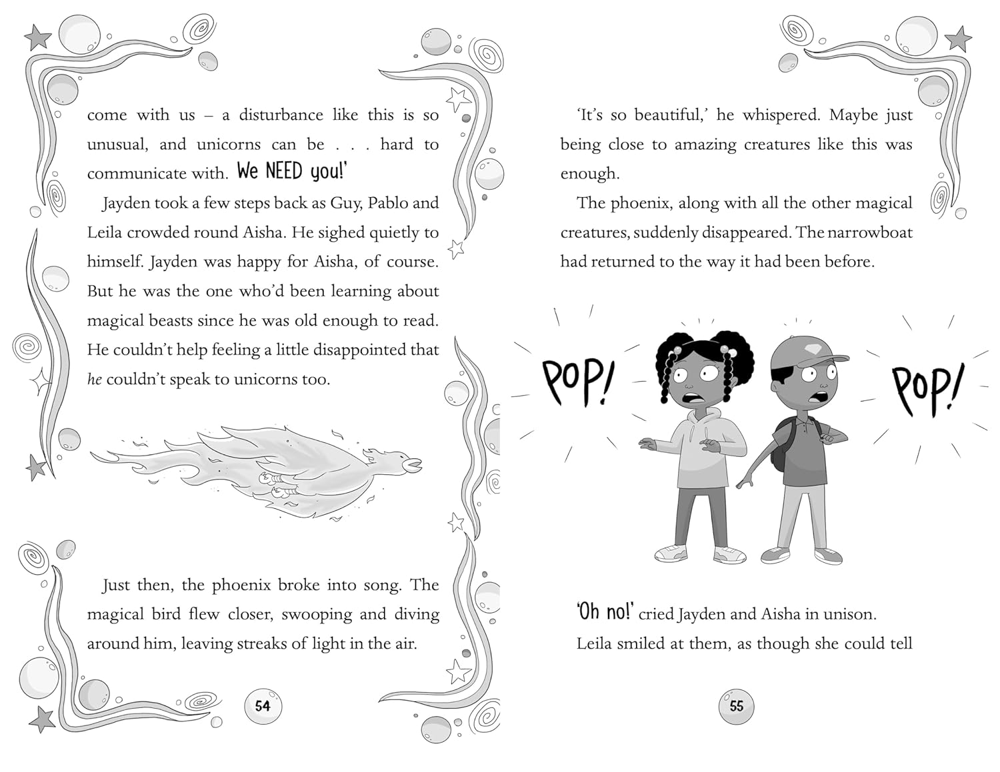 come with us – a disturbance like this is so
unusual, and unicorns can be . . . hard to
communicate with. We NEED you!’
Jayden took a few steps back as Guy, Pablo and
Leila crowded round Aisha. He sighed quietly to
himself. Jayden was happy for Aisha, of course.
But he was the one who’d been learning about
magical beasts since he was old enough to read.
He couldn’t help feeling a little disappointed that
he couldn’t speak to unicorns too.
Just then, the phoenix broke into song. The
magical bird flew closer, swooping and diving
around him, leaving streaks of light in the air.
54
‘It’s so beautiful,’ he whispered. Maybe just
being close to amazing creatures like this was
enough.
The phoenix, along with all the other magical
creatures, suddenly disappeared. The narrowboat
had returned to the way it had been before.
POP!
POP!
‘Oh no!’ cried Jayden and Aisha in unison.
Leila smiled at them, as though she could tell
55